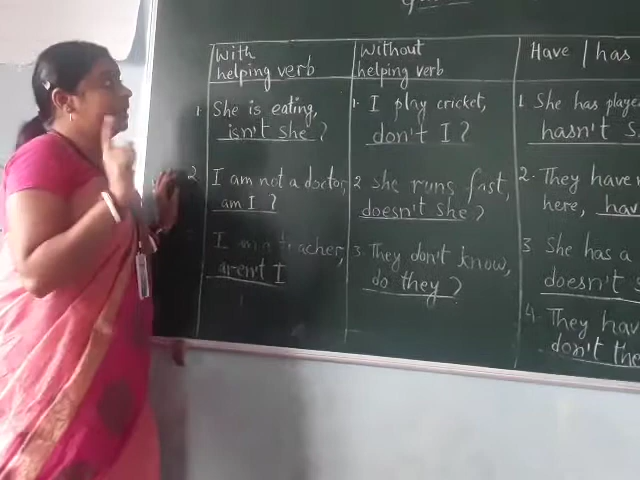 With
helping verb
1. She is eating,
isn't she?
2. I am not a doctor,
am I?
I am a teacher,
aren't I
Without
helping verb
1. I play cricket,
don't I?
2. She runs fast,
doesn't she?
3. They don't know,
do they?
Have | has
1. She has playe
hasn't s
2. They have
here, hav
3. She has a
doesn't s
4. They hav
don't the